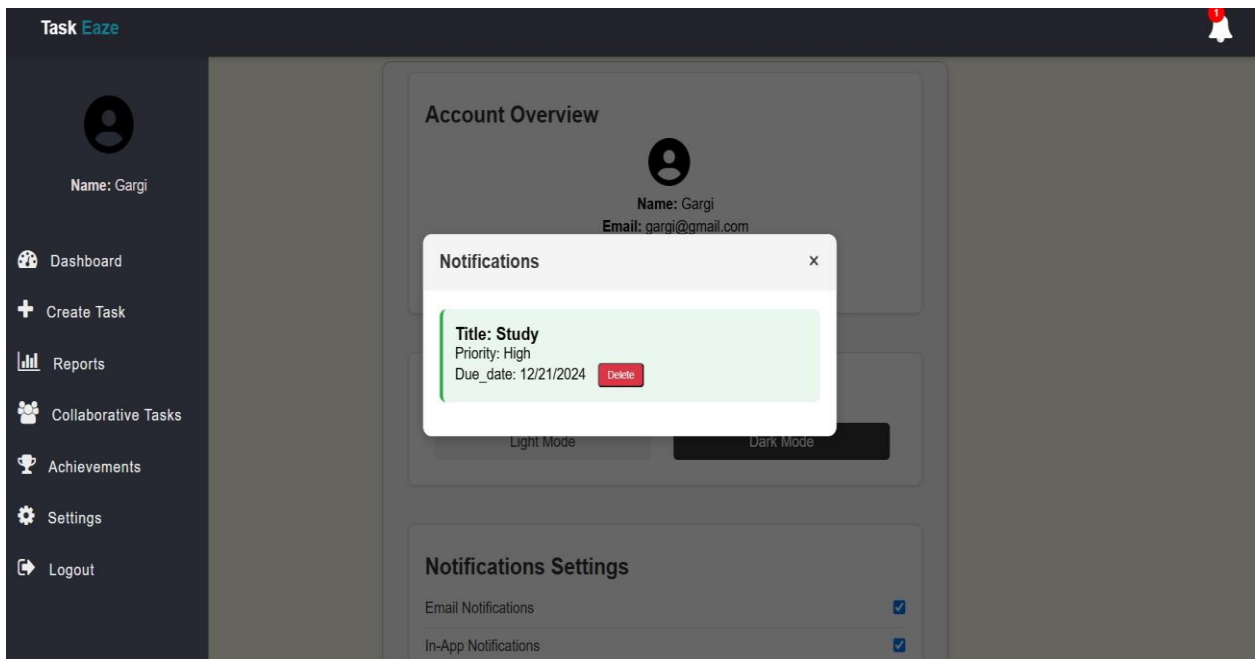 Task Eaze
1
Name: Gargi
Dashboard
Create Task
Reports
Collaborative Tasks
Achievements
Settings
Logout
Account Overview
Name: Gargi
Email: gargi@gmail.com
Notifications
×
Title: Study
Priority: High
Due_date: 12/21/2024 Delete
Light Mode Dark Mode
Notifications Settings
Email Notifications
In-App Notifications